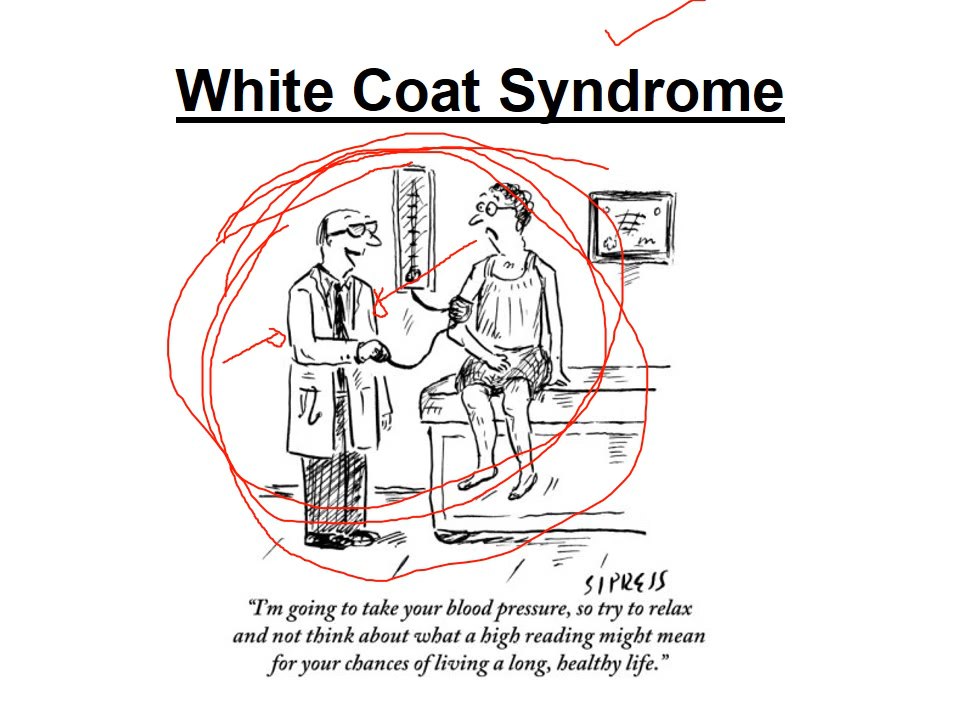 White Coat Syndrome
SIPRESS
“I'm going to take your blood pressure, so try to relax
and not think about what a high reading might mean
for your chances of living a long, healthy life.”